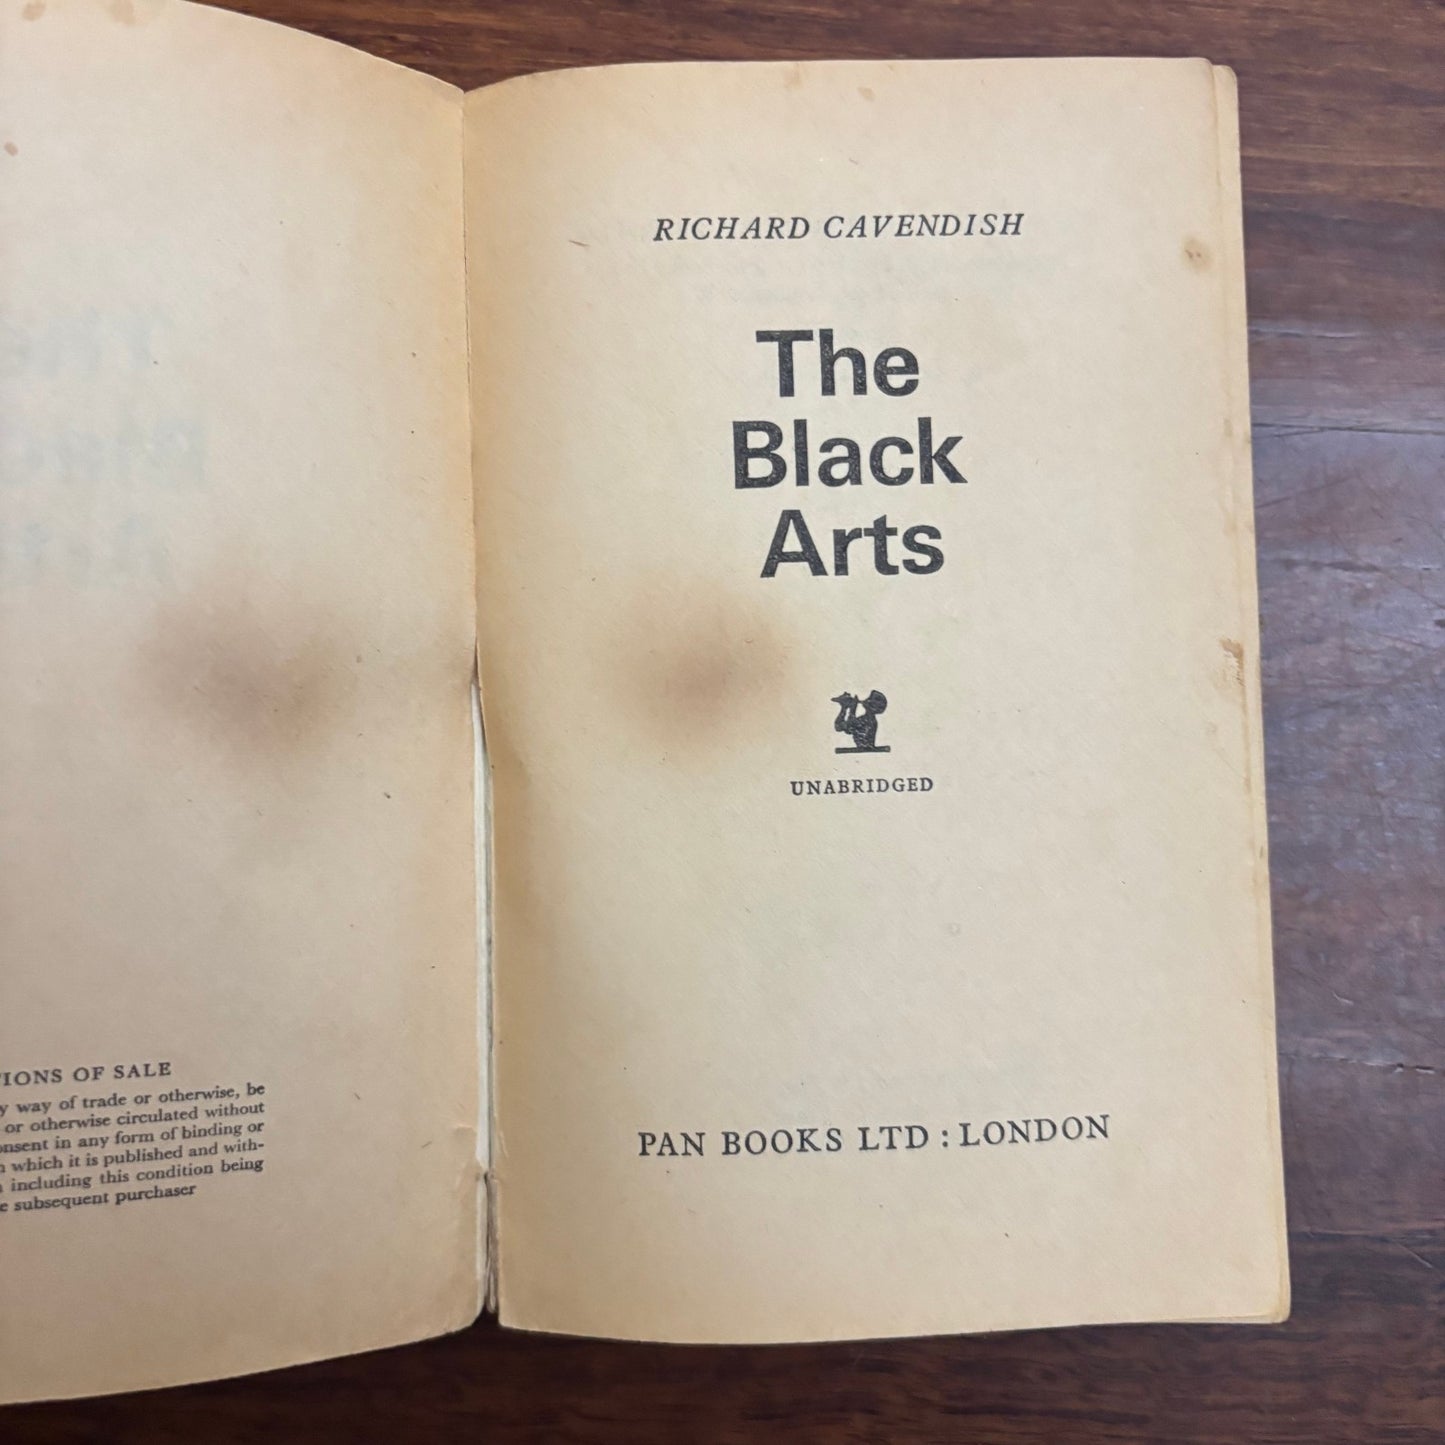 TIONS OF SALE
y way of trade or otherwise, be
or otherwise circulated without
onsent in any form of binding or
n which it is published and with-
including this condition being
e subsequent purchaser
RICHARD CAVENDISH
The
Black
Arts
UNABRIDGED
PAN BOOKS LTD : LONDON